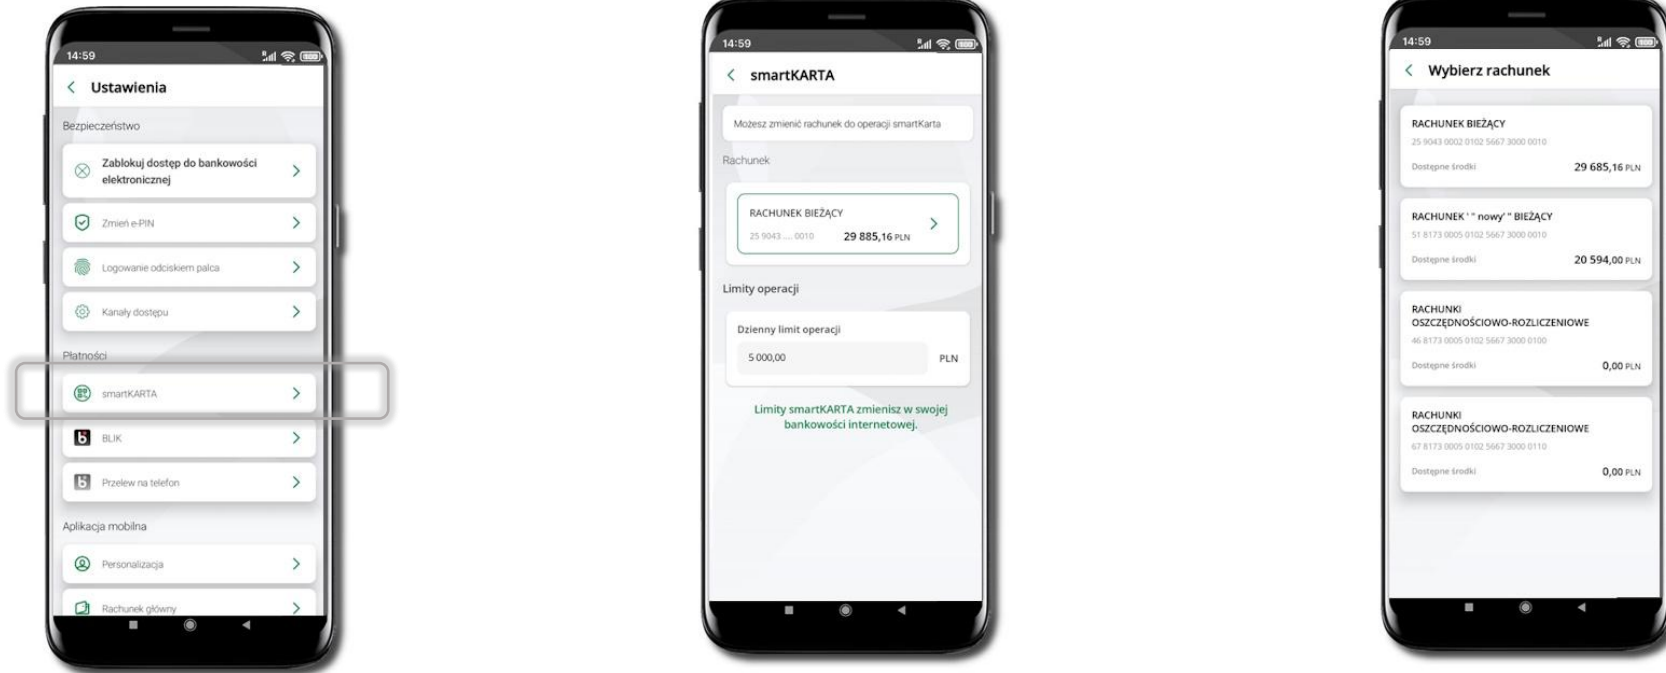 14:59
Ustawienia
Bezpieczeństwo
Zablokuj dostęp do bankowości
elektronicznej
Zmień e-PIN
Logowanie odciskiem palca
Kanały dostępu
Płatności
smartKARTA
BLIK
Przelew na telefon
Aplikacja mobilna
Personalizacja
Rachunek główny
14:59
smartKARTA
Możesz zmienić rachunek do operacji smartKarta
Rachunek
RACHUNEK BIEŻĄCY
25 9043 .... 0010 29 885,16 PLN
Limity operacji
Dzienny limit operacji
5 000,00 PLN
Limity smartKARTA zmienisz w swojej
bankowości internetowej.
14:59
Wybierz rachunek
RACHUNEK BIEŻĄCY
25 9043 0002 0102 5667 3000 0010
Dostępne środki 29 685,16 PLN
RACHUNEK ' " nowy' " BIEŻĄCY
51 8173 0005 0102 5667 3000 0010
Dostępne środki 20 594,00 PLN
RACHUNKI
OSZCZĘDNOŚCIOWO-ROZLICZENIOWE
46 8173 0005 0102 5667 3000 0100
Dostępne środki 0,00 PLN
RACHUNKI
OSZCZĘDNOŚCIOWO-ROZLICZENIOWE
67 8173 0005 0102 5667 3000 0110
Dostępne środki 0,00 PLN